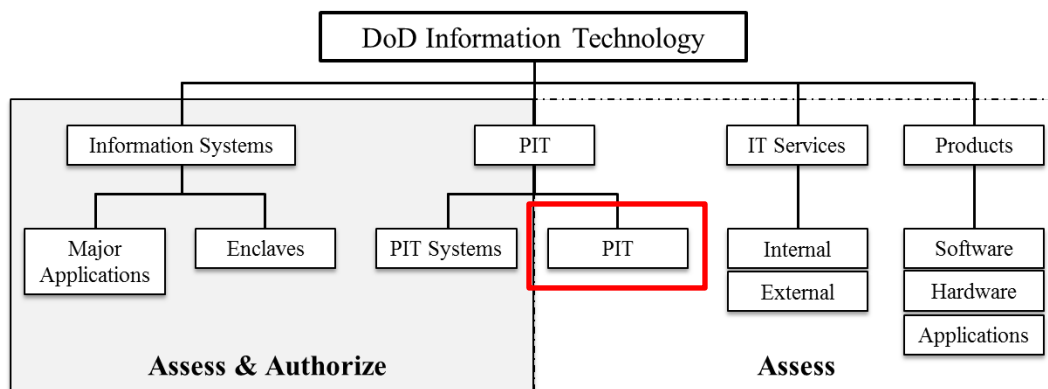 DoD Information Technology
Information Systems
PIT
IT Services
Products
Major
Applications
Enclaves
PIT Systems
PIT
Internal
External
Software
Hardware
Applications
Assess & Authorize
Assess